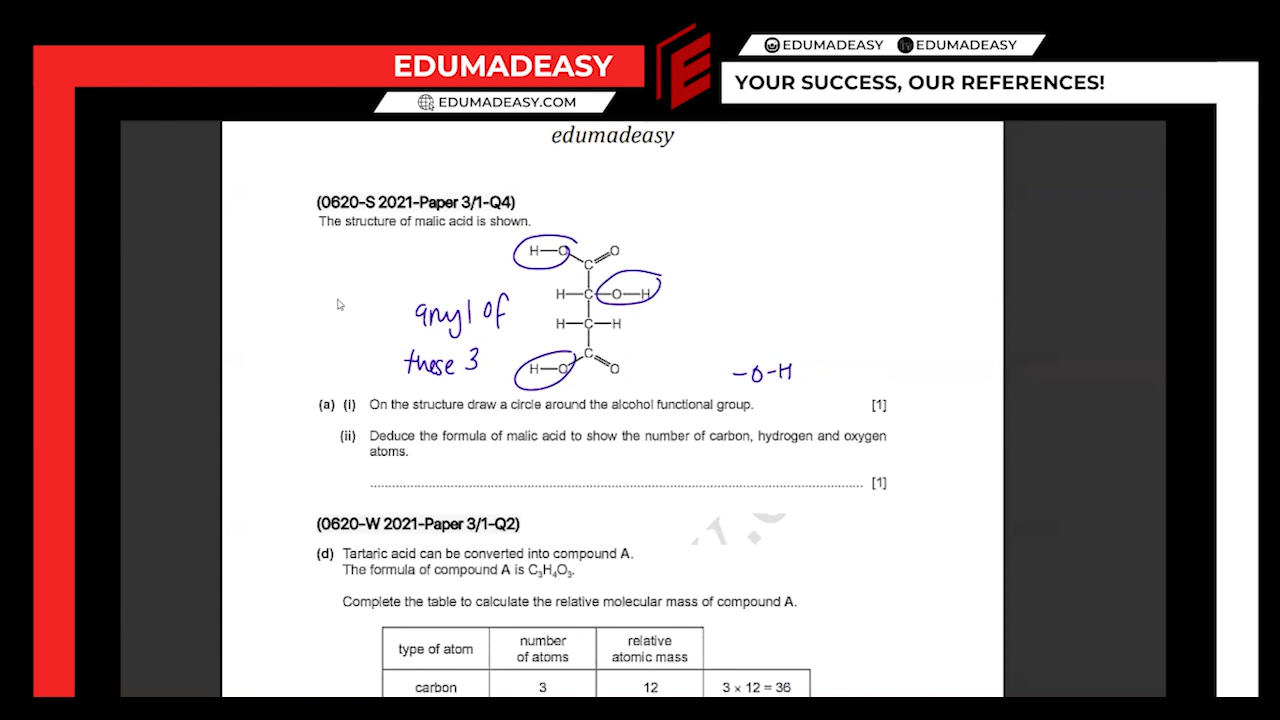 EDUMADEASY
EDUMADEASY.COM
EDUMADEASY EDUMADEASY
YOUR SUCCESS, OUR REFERENCES!
edumadeasy
(0620-S 2021-Paper 3/1-Q4)
The structure of malic acid is shown.
H—O O
C
H—C—O—H
H—C—H
C
H—O O
any 1 of
these 3
-O-H
(a) (i) On the structure draw a circle around the alcohol functional group. [1]
(ii) Deduce the formula of malic acid to show the number of carbon, hydrogen and oxygen
atoms.
[1]
(0620-W 2021-Paper 3/1-Q2)
(d) Tartaric acid can be converted into compound A.
The formula of compound A is C₃H₄O₃.
Complete the table to calculate the relative molecular mass of compound A.
type of atom number of atoms relative atomic mass
carbon 3 12 3 × 12 = 36